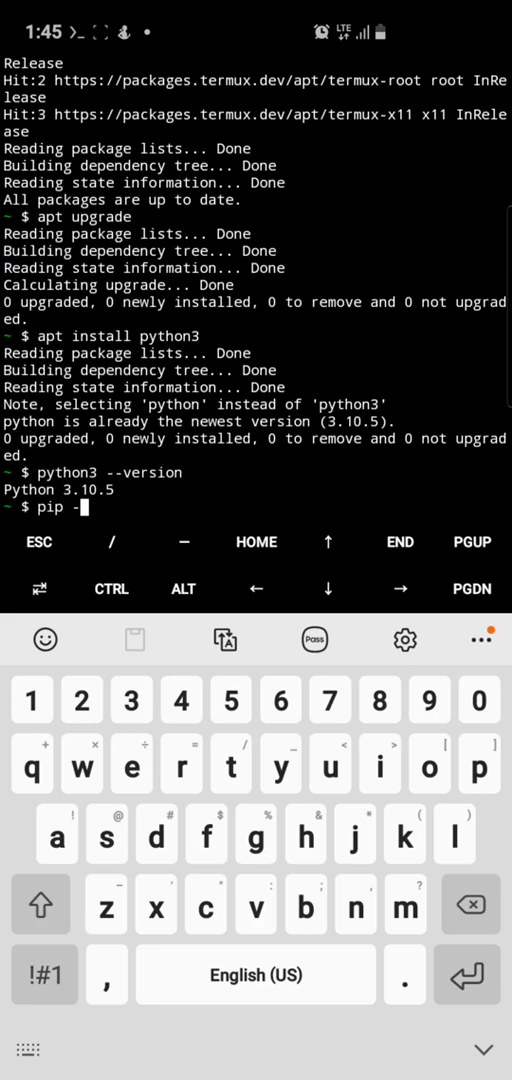 1:45 >_ LTE
Release
Hit:2 https://packages.termux.dev/apt/termux-root root InRe
lease
Hit:3 https://packages.termux.dev/apt/termux-x11 x11 InRele
ase
Reading package lists... Done
Building dependency tree... Done
Reading state information... Done
All packages are up to date.
~ $ apt upgrade
Reading package lists... Done
Building dependency tree... Done
Reading state information... Done
Calculating upgrade... Done
0 upgraded, 0 newly installed, 0 to remove and 0 not upgrad
ed.
~ $ apt install python3
Reading package lists... Done
Building dependency tree... Done
Reading state information... Done
Note, selecting 'python' instead of 'python3'
python is already the newest version (3.10.5).
0 upgraded, 0 newly installed, 0 to remove and 0 not upgrad
ed.
~ $ python3 --version
Python 3.10.5
~ $ pip -
ESC / – HOME ↑ END PGUP
⇄ CTRL ALT ← ↓ → PGDN
Pass
1 2 3 4 5 6 7 8 9 0
+ × ÷ = / _ < > [ ]
q w e r t y u i o p
! @ # $ % ^ & * ( )
a s d f g h j k l
- ' " : ; , ?
z x c v b n m
!#1 , English (US) .